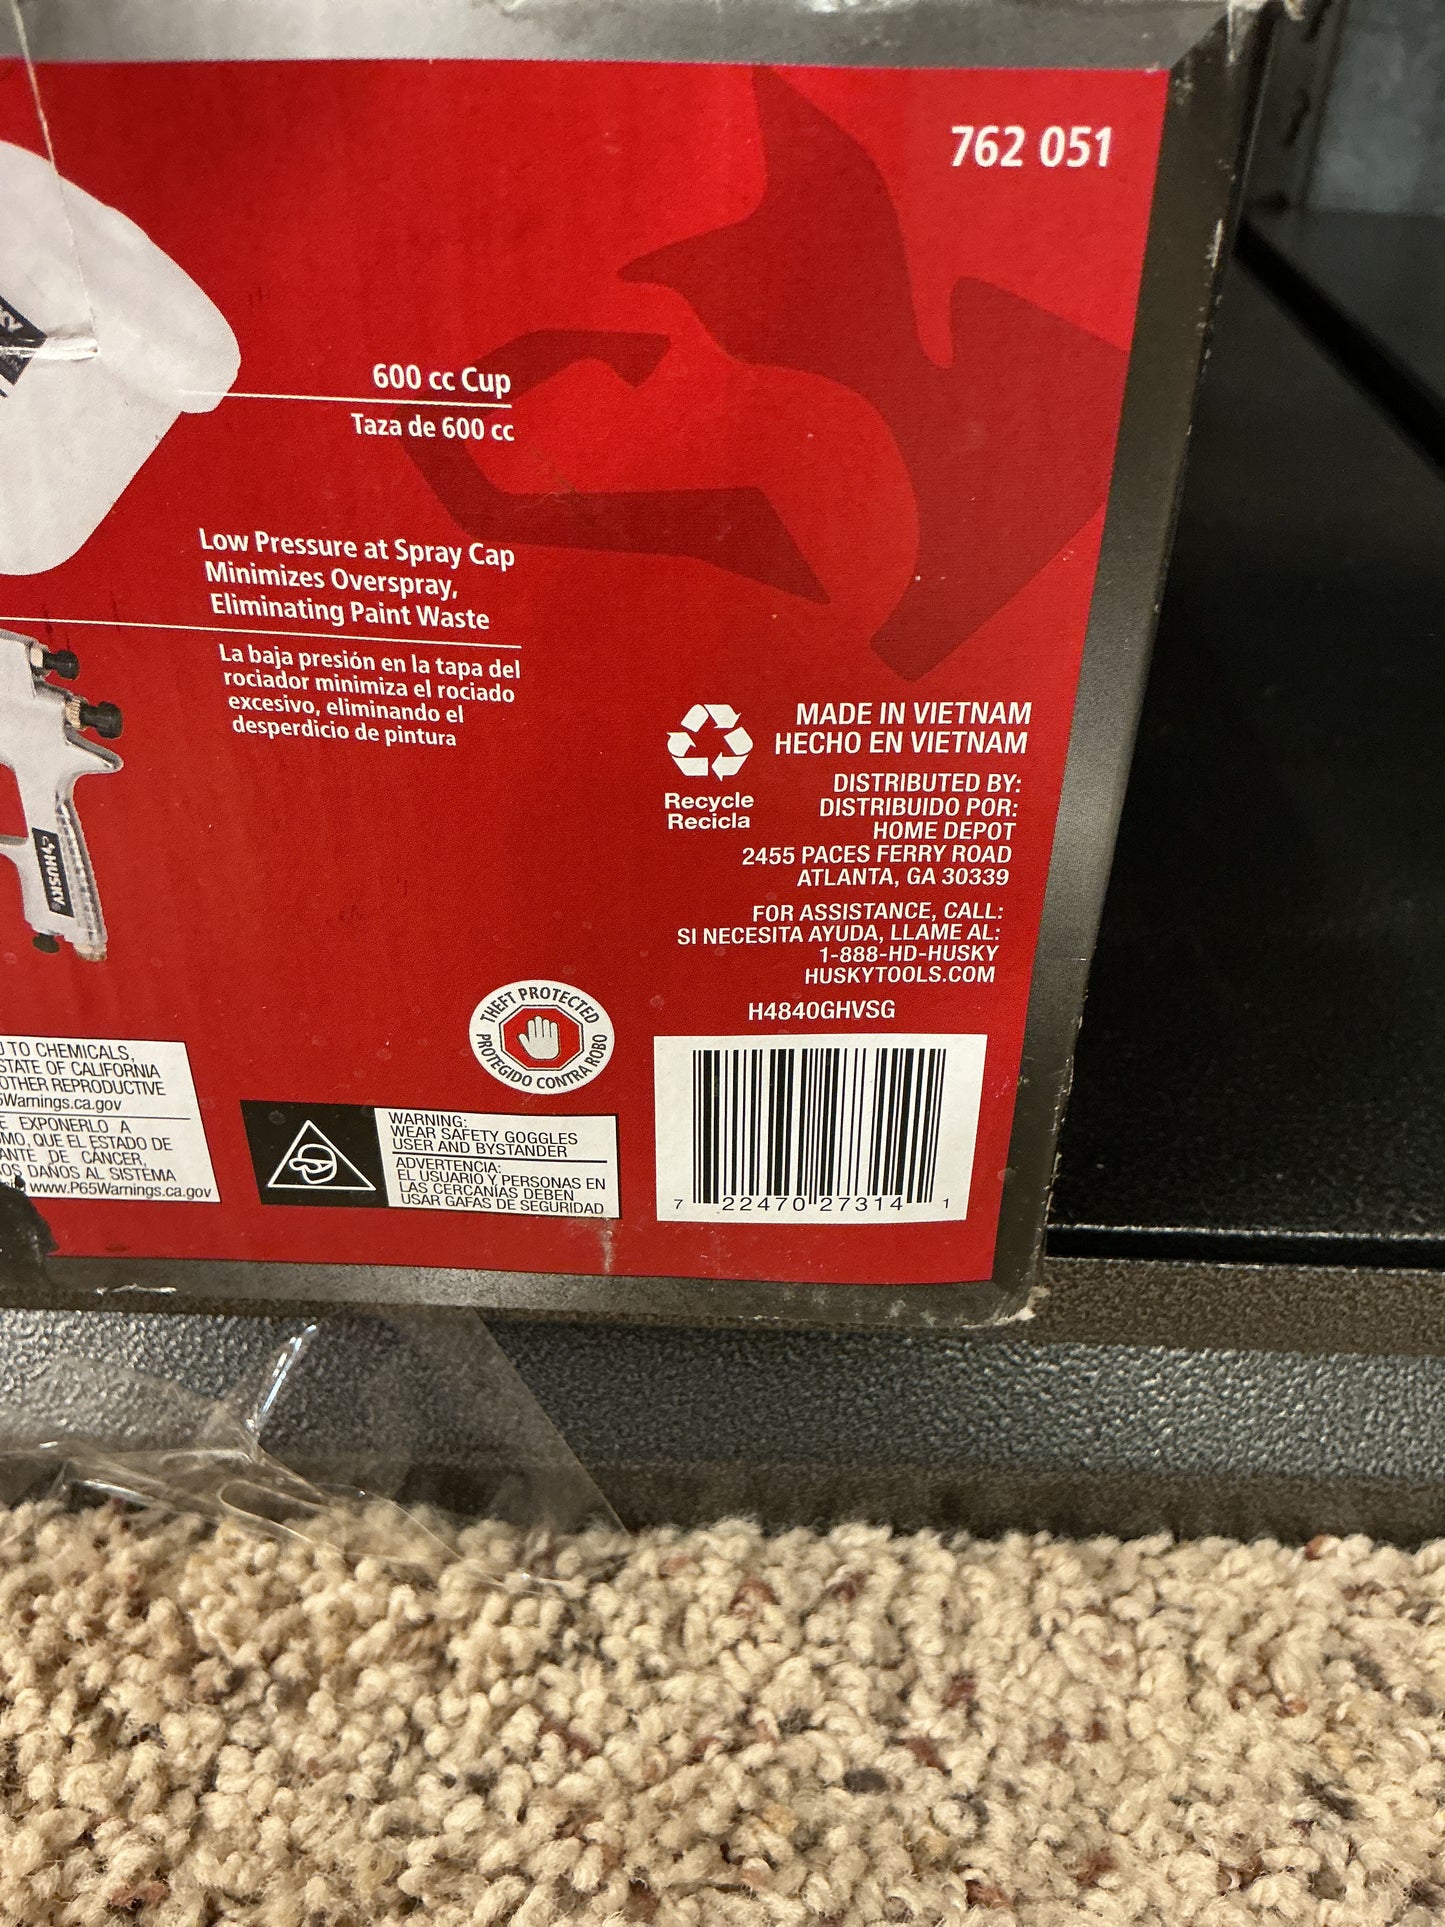 762 051
600 cc Cup
Taza de 600 cc
Low Pressure at Spray Cap
Minimizes Overspray,
Eliminating Paint Waste
La baja presión en la tapa del
rociador minimiza el rociado
excesivo, eliminando el
desperdicio de pintura
HUSKY
MADE IN VIETNAM
HECHO EN VIETNAM
Recycle
Recicla
DISTRIBUTED BY:
DISTRIBUIDO POR:
HOME DEPOT
2455 PACES FERRY ROAD
ATLANTA, GA 30339
FOR ASSISTANCE, CALL:
SI NECESITA AYUDA, LLAME AL:
1-888-HD-HUSKY
HUSKYTOOLS.COM
H4840GHVSG
THEFT PROTECTED
PROTEGIDO CONTRA ROBO
TO CHEMICALS,
STATE OF CALIFORNIA
OTHER REPRODUCTIVE
5Warnings.ca.gov
EXPONERLO A
MO, QUE EL ESTADO DE
ANTE DE CÁNCER,
OS DAÑOS AL SISTEMA
www.P65Warnings.ca.gov
WARNING:
WEAR SAFETY GOGGLES
USER AND BYSTANDER
ADVERTENCIA:
EL USUARIO Y PERSONAS EN
LAS CERCANÍAS DEBEN
USAR GAFAS DE SEGURIDAD
7 22470 27314 1